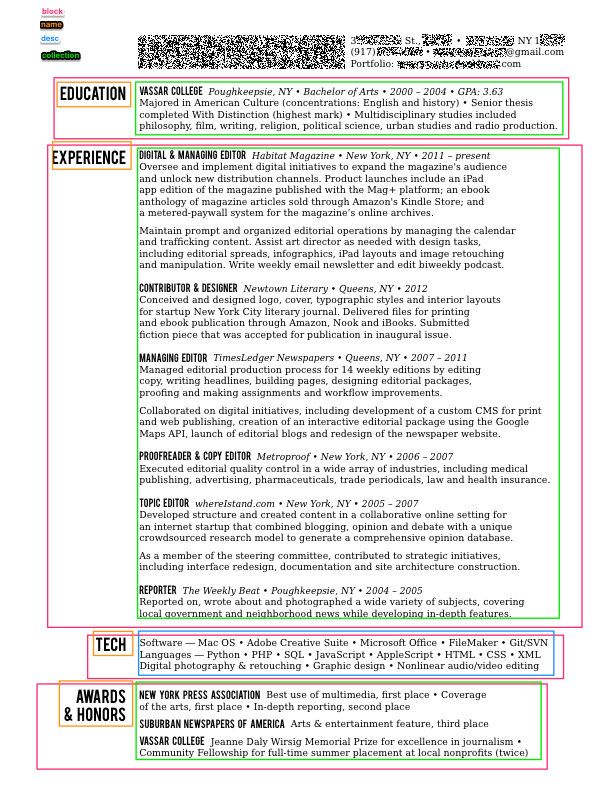 block
name
desc
collection
St., • NY 1
(917) • @gmail.com
Portfolio: com
EDUCATION
VASSAR COLLEGE Poughkeepsie, NY • Bachelor of Arts • 2000 – 2004 • GPA: 3.63
Majored in American Culture (concentrations: English and history) • Senior thesis
completed With Distinction (highest mark) • Multidisciplinary studies included
philosophy, film, writing, religion, political science, urban studies and radio production.
EXPERIENCE
DIGITAL & MANAGING EDITOR Habitat Magazine • New York, NY • 2011 – present
Oversee and implement digital initiatives to expand the magazine's audience
and unlock new distribution channels. Product launches include an iPad
app edition of the magazine published with the Mag+ platform; an ebook
anthology of magazine articles sold through Amazon's Kindle Store; and
a metered-paywall system for the magazine's online archives.
Maintain prompt and organized editorial operations by managing the calendar
and trafficking content. Assist art director as needed with design tasks,
including editorial spreads, infographics, iPad layouts and image retouching
and manipulation. Write weekly email newsletter and edit biweekly podcast.
CONTRIBUTOR & DESIGNER Newtown Literary • Queens, NY • 2012
Conceived and designed logo, cover, typographic styles and interior layouts
for startup New York City literary journal. Delivered files for printing
and ebook publication through Amazon, Nook and iBooks. Submitted
fiction piece that was accepted for publication in inaugural issue.
MANAGING EDITOR TimesLedger Newspapers • Queens, NY • 2007 – 2011
Managed editorial production process for 14 weekly editions by editing
copy, writing headlines, building pages, designing editorial packages,
proofing and making assignments and workflow improvements.
Collaborated on digital initiatives, including development of a custom CMS for print
and web publishing, creation of an interactive editorial package using the Google
Maps API, launch of editorial blogs and redesign of the newspaper website.
PROOFREADER & COPY EDITOR Metroproof • New York, NY • 2006 – 2007
Executed editorial quality control in a wide array of industries, including medical
publishing, advertising, pharmaceuticals, trade periodicals, law and health insurance.
TOPIC EDITOR whereIstand.com • New York, NY • 2005 – 2007
Developed structure and created content in a collaborative online setting for
an internet startup that combined blogging, opinion and debate with a unique
crowdsourced research model to generate a comprehensive opinion database.
As a member of the steering committee, contributed to strategic initiatives,
including interface redesign, documentation and site architecture construction.
REPORTER The Weekly Beat • Poughkeepsie, NY • 2004 – 2005
Reported on, wrote about and photographed a wide variety of subjects, covering
local government and neighborhood news while developing in-depth features.
TECH
Software — Mac OS • Adobe Creative Suite • Microsoft Office • FileMaker • Git/SVN
Languages — Python • PHP • SQL • JavaScript • AppleScript • HTML • CSS • XML
Digital photography & retouching • Graphic design • Nonlinear audio/video editing
AWARDS
& HONORS
NEW YORK PRESS ASSOCIATION Best use of multimedia, first place • Coverage
of the arts, first place • In-depth reporting, second place
SUBURBAN NEWSPAPERS OF AMERICA Arts & entertainment feature, third place
VASSAR COLLEGE Jeanne Daly Wirsig Memorial Prize for excellence in journalism •
Community Fellowship for full-time summer placement at local nonprofits (twice)